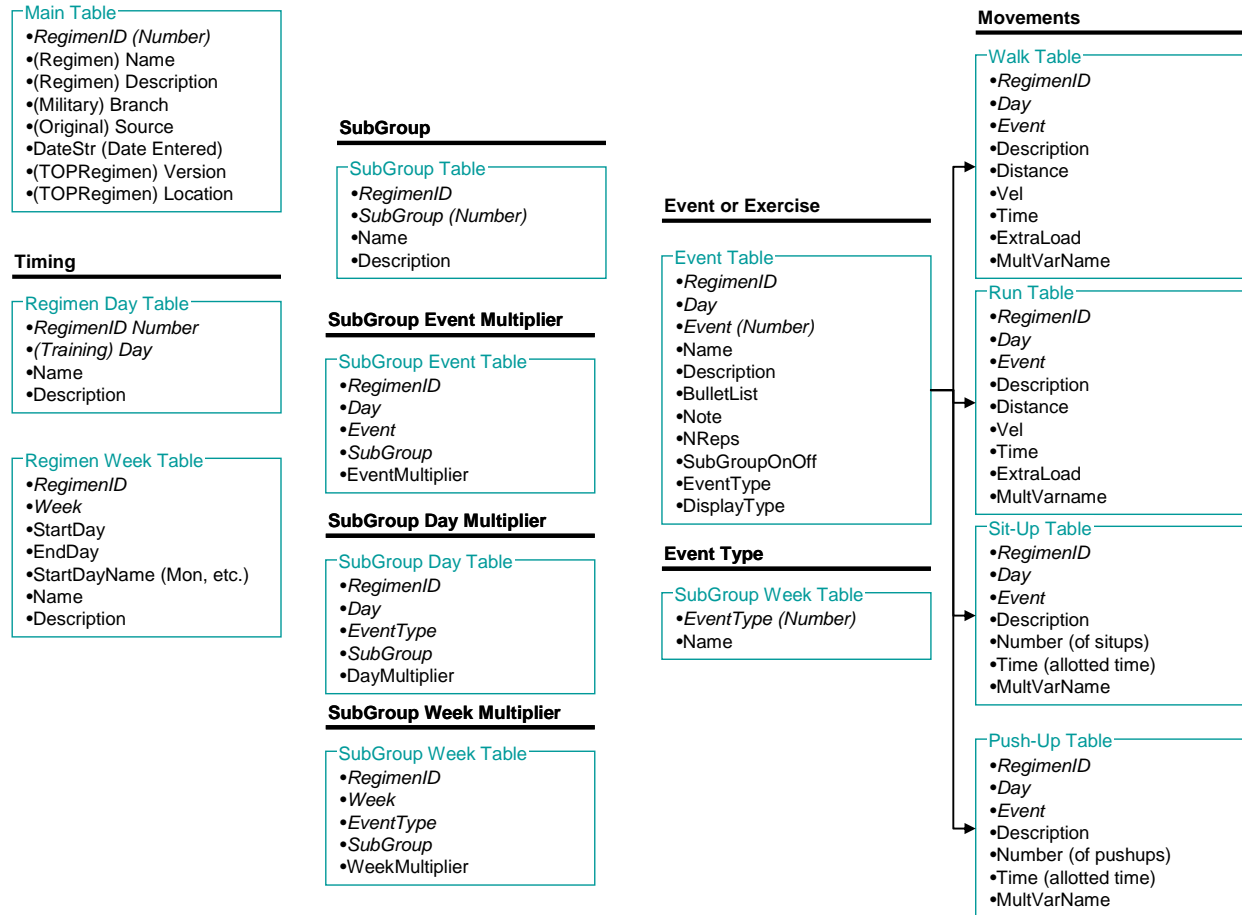 Main Table
•RegimenID (Number)
•(Regimen) Name
•(Regimen) Description
•(Military) Branch
•(Original) Source
•DateStr (Date Entered)
•(TOPRegimen) Version
•(TOPRegimen) Location
Timing
Regimen Day Table
•RegimenID Number
•(Training) Day
•Name
•Description
Regimen Week Table
•RegimenID
•Week
•StartDay
•EndDay
•StartDayName (Mon, etc.)
•Name
•Description
SubGroup
SubGroup Table
•RegimenID
•SubGroup (Number)
•Name
•Description
SubGroup Event Multiplier
SubGroup Event Table
•RegimenID
•Day
•Event
•SubGroup
•EventMultiplier
SubGroup Day Multiplier
SubGroup Day Table
•RegimenID
•Day
•EventType
•SubGroup
•DayMultiplier
SubGroup Week Multiplier
SubGroup Week Table
•RegimenID
•Week
•EventType
•SubGroup
•WeekMultiplier
Event or Exercise
Event Table
•RegimenID
•Day
•Event (Number)
•Name
•Description
•BulletList
•Note
•NReps
•SubGroupOnOff
•EventType
•DisplayType
Event Type
SubGroup Week Table
•EventType (Number)
•Name
Movements
Walk Table
•RegimenID
•Day
•Event
•Description
•Distance
•Vel
•Time
•ExtraLoad
•MultVarName
Run Table
•RegimenID
•Day
•Event
•Description
•Distance
•Vel
•Time
•ExtraLoad
•MultVarname
Sit-Up Table
•RegimenID
•Day
•Event
•Description
•Number (of situps)
•Time (allotted time)
•MultVarName
Push-Up Table
•RegimenID
•Day
•Event
•Description
•Number (of pushups)
•Time (allotted time)
•MultVarName